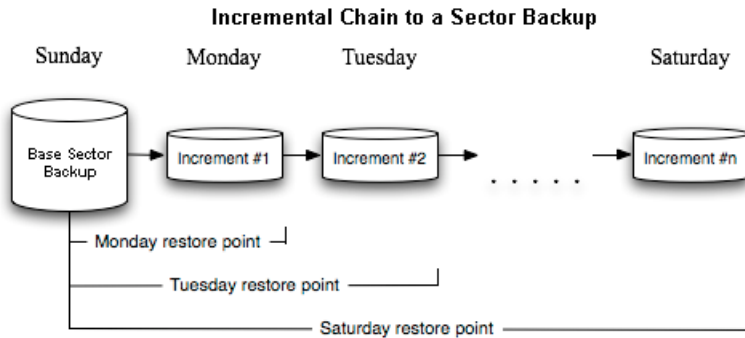 Incremental Chain to a Sector Backup
Sunday Monday Tuesday Saturday
Base Sector
Backup
Increment #1 Increment #2 . . . . . Increment #n
Monday restore point
Tuesday restore point
Saturday restore point